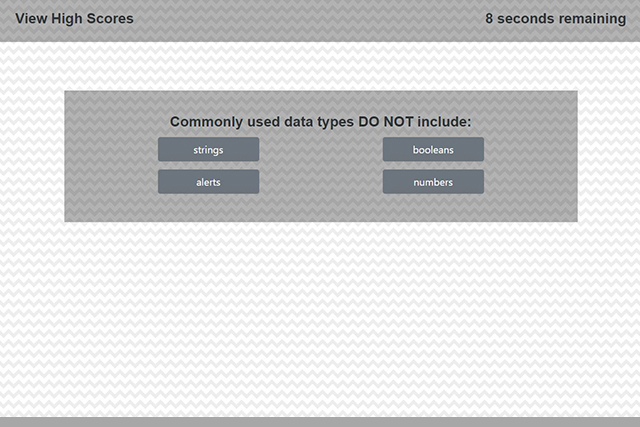 View High Scores
8 seconds remaining
Commonly used data types DO NOT include:
strings
booleans
alerts
numbers